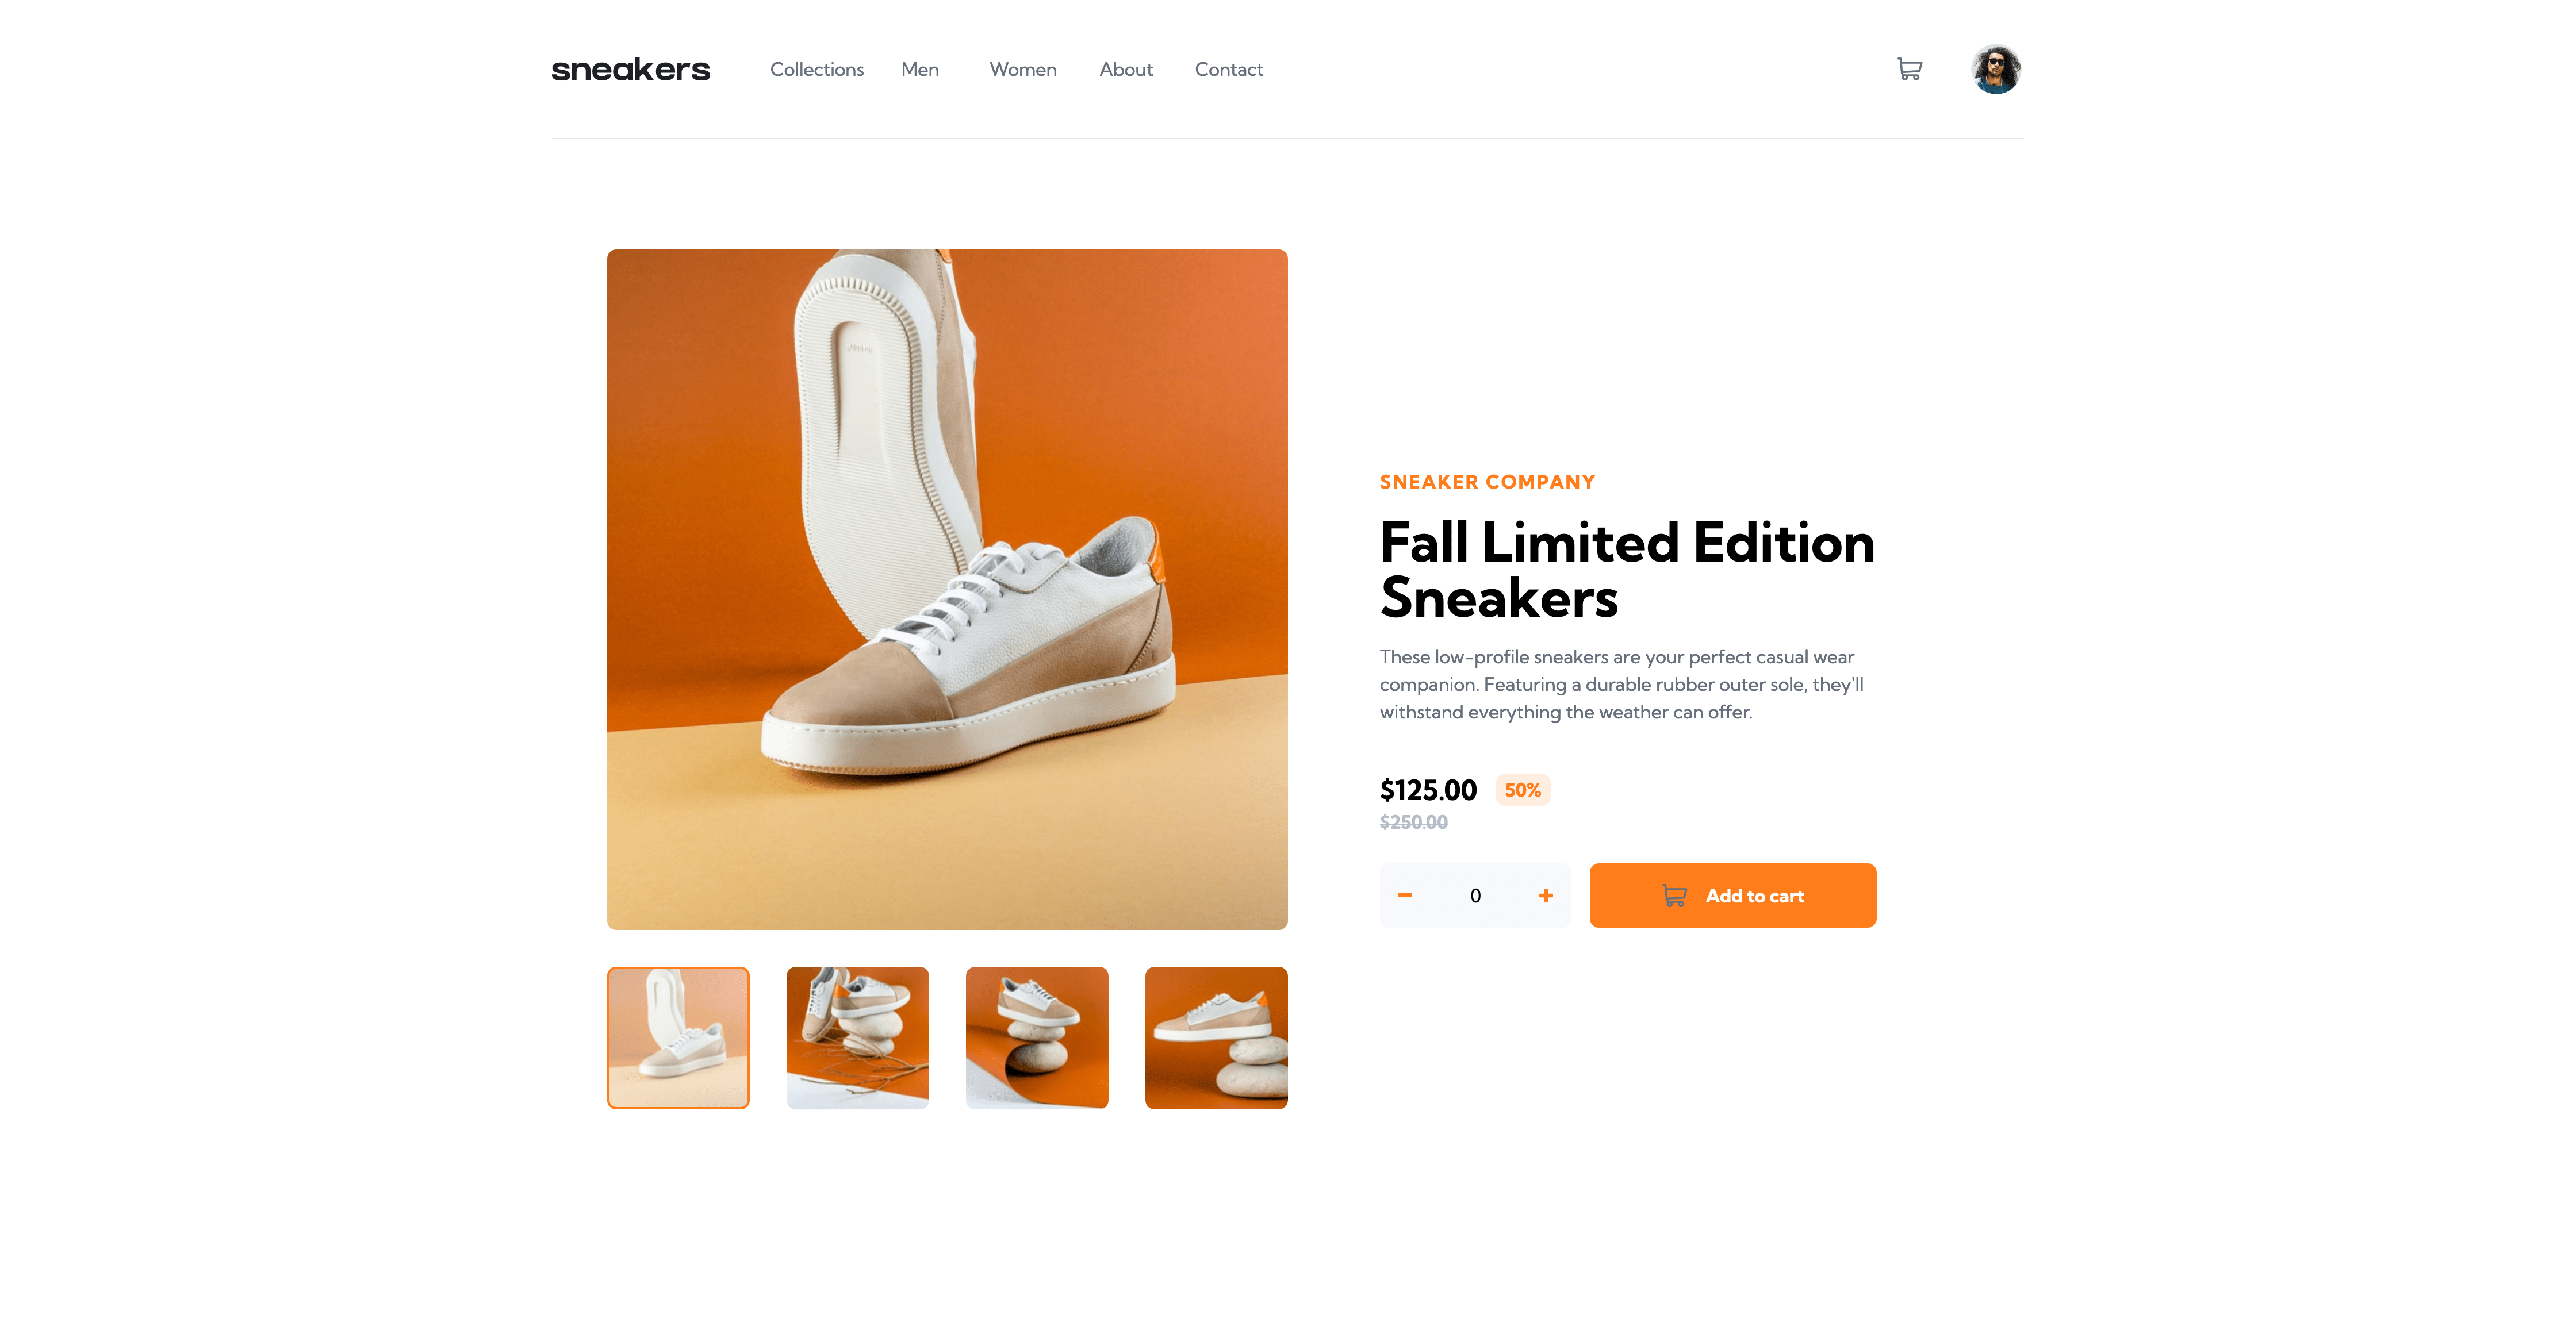 sneakers Collections Men Women About Contact
SNEAKER COMPANY
Fall Limited Edition
Sneakers
These low-profile sneakers are your perfect casual wear
companion. Featuring a durable rubber outer sole, they'll
withstand everything the weather can offer.
$125.00 50%
$250.00
0 Add to cart